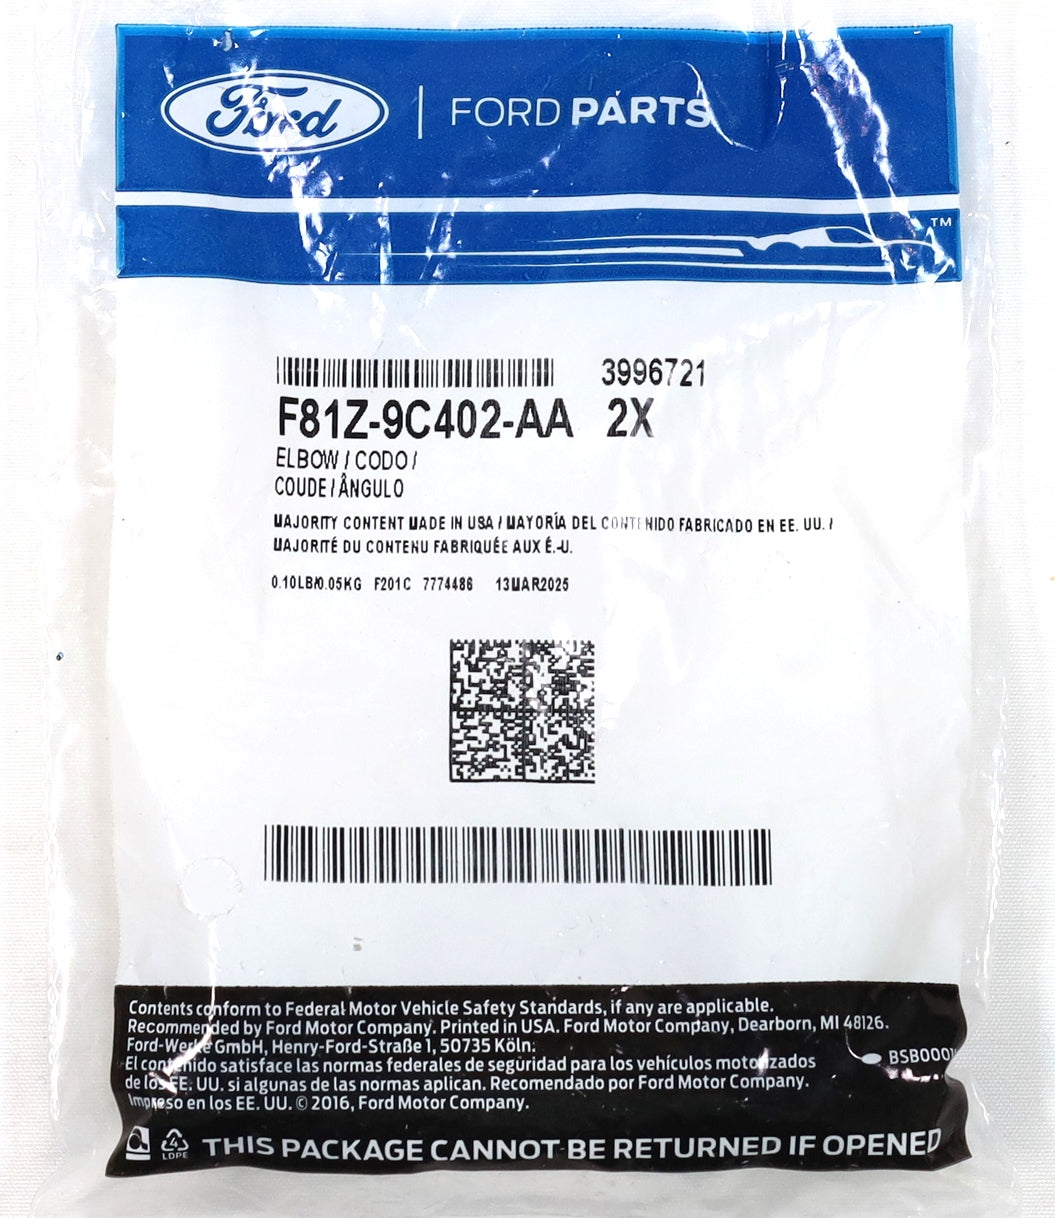 Ford | FORD PARTS
TM
3996721
F81Z-9C402-AA 2X
ELBOW / CODO /
COUDE / ÂNGULO
MAJORITY CONTENT MADE IN USA / MAYORÍA DEL CONTENIDO FABRICADO EN EE. UU. /
MAJORITÉ DU CONTENU FABRIQUÉE AUX É.-U.
0.10LB/0.05KG F201C 7774486 13MAR2025
Contents conform to Federal Motor Vehicle Safety Standards, if any are applicable.
Recommended by Ford Motor Company. Printed in USA. Ford Motor Company, Dearborn, MI 48126.
Ford-Werke GmbH, Henry-Ford-Straße 1, 50735 Köln.
El contenido satisface las normas federales de seguridad para los vehículos motorizados
de los EE. UU. si algunas de las normas aplican. Recomendado por Ford Motor Company.
Impreso en los EE. UU. © 2016, Ford Motor Company.
BSB000
4
LDPE
THIS PACKAGE CANNOT BE RETURNED IF OPENED